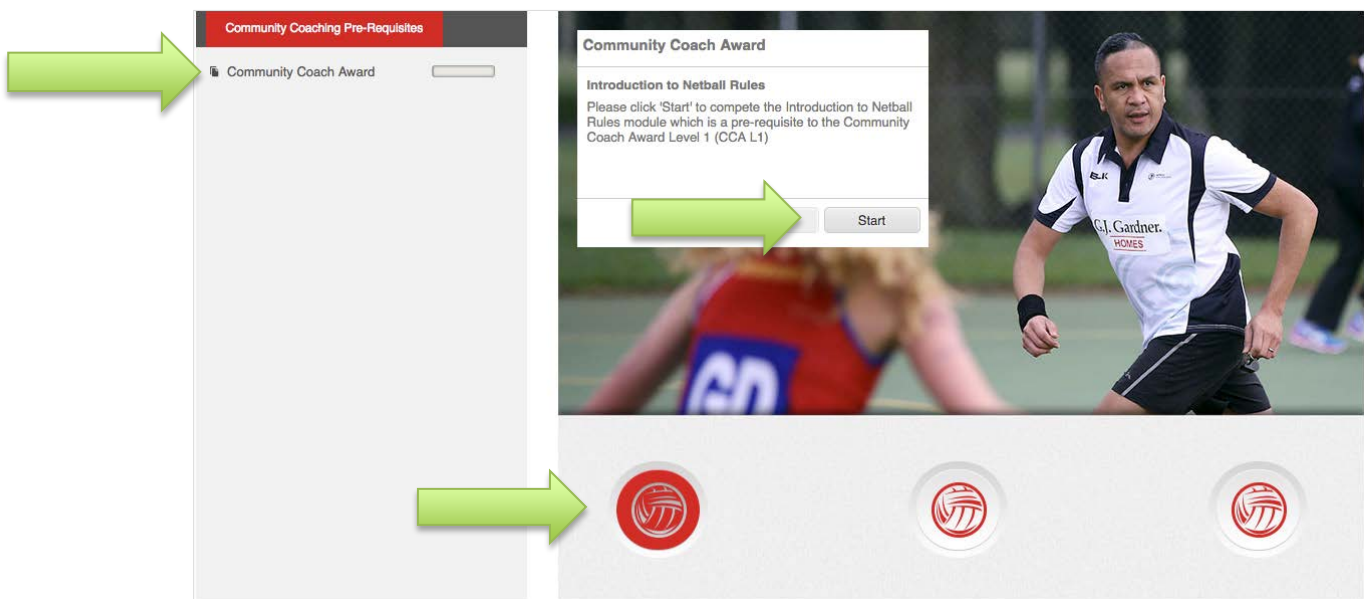 Community Coaching Pre-Requisites
Community Coach Award
Community Coach Award
Introduction to Netball Rules
Please click 'Start' to compete the Introduction to Netball
Rules module which is a pre-requisite to the Community
Coach Award Level 1 (CCA L1)
Start
BLK
G.J. Gardner.
HOMES
GD